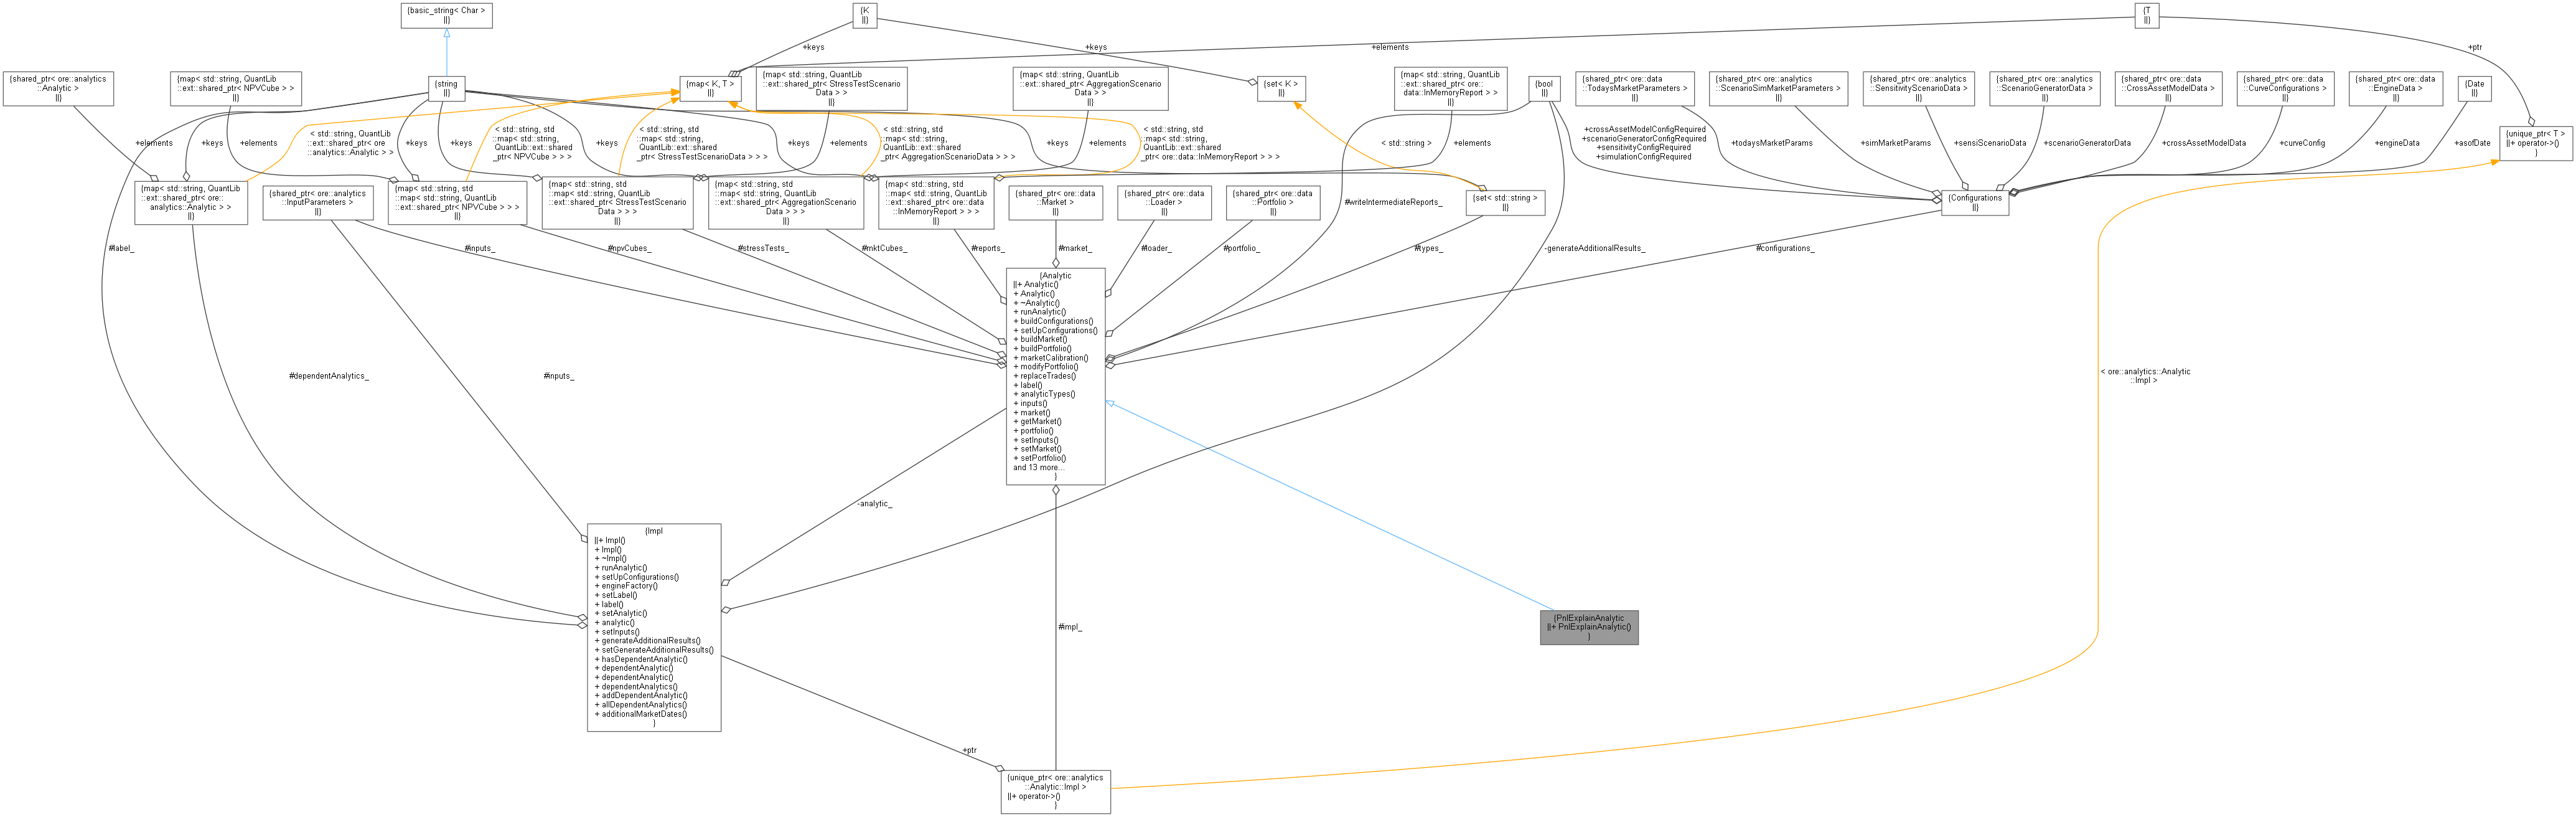 {basic_string< Char >
||}
{K
||}
{T
||}
+keys
+keys
+elements
+ptr
{shared_ptr< ore::analytics
::Analytic >
||}
{map< std::string, QuantLib
::ext::shared_ptr< NPVCube > >
||}
{string
||}
{map< K, T >
||}
{map< std::string, QuantLib
::ext::shared_ptr< StressTestScenario
Data > >
||}
{map< std::string, QuantLib
::ext::shared_ptr< AggregationScenario
Data > >
||}
{set< K >
||}
{map< std::string, QuantLib
::ext::shared_ptr< ore::
data::InMemoryReport > >
||}
{bool
||}
{shared_ptr< ore::data
::TodaysMarketParameters >
||}
{shared_ptr< ore::analytics
::ScenarioSimMarketParameters >
||}
{shared_ptr< ore::analytics
::SensitivityScenarioData >
||}
{shared_ptr< ore::analytics
::ScenarioGeneratorData >
||}
{shared_ptr< ore::data
::CrossAssetModelData >
||}
{shared_ptr< ore::data
::CurveConfigurations >
||}
{shared_ptr< ore::data
::EngineData >
||}
{Date
||}
{unique_ptr< T >
||+ operator->()
}
+elements
+keys
+elements
< std::string, QuantLib
::ext::shared_ptr< ore
::analytics::Analytic > >
+keys
< std::string, std
::map< std::string,
QuantLib::ext::shared
_ptr< NPVCube > > >
+keys
+keys
< std::string, std
::map< std::string,
QuantLib::ext::shared
_ptr< StressTestScenarioData > > >
+keys
+elements
< std::string, std
::map< std::string,
QuantLib::ext::shared
_ptr< AggregationScenarioData > > >
+keys
+elements
< std::string, std
::map< std::string,
QuantLib::ext::shared
_ptr< ore::data::InMemoryReport > > >
< std::string >
+elements
+crossAssetModelConfigRequired
+scenarioGeneratorConfigRequired
+sensitivityConfigRequired
+simulationConfigRequired
+todaysMarketParams
+simMarketParams
+sensiScenarioData
+scenarioGeneratorData
+crossAssetModelData
+curveConfig
+engineData
+asofDate
{map< std::string, QuantLib
::ext::shared_ptr< ore::
analytics::Analytic > >
||}
{shared_ptr< ore::analytics
::InputParameters >
||}
{map< std::string, std
::map< std::string, QuantLib
::ext::shared_ptr< NPVCube > > >
||}
{map< std::string, std
::map< std::string, QuantLib
::ext::shared_ptr< StressTestScenario
Data > > >
||}
{map< std::string, std
::map< std::string, QuantLib
::ext::shared_ptr< AggregationScenario
Data > > >
||}
{map< std::string, std
::map< std::string, QuantLib
::ext::shared_ptr< ore::data
::InMemoryReport > > >
||}
{shared_ptr< ore::data
::Market >
||}
{shared_ptr< ore::data
::Loader >
||}
{shared_ptr< ore::data
::Portfolio >
||}
#writeIntermediateReports_
{set< std::string >
||}
{Configurations
||}
#label_
#inputs_
#npvCubes_
#stressTests_
#mktCubes_
#reports_
#market_
#loader_
#portfolio_
#types_
-generateAdditionalResults_
#configurations_
{Analytic
||+ Analytic()
+ Analytic()
+ ~Analytic()
+ runAnalytic()
+ buildConfigurations()
+ setUpConfigurations()
+ buildMarket()
+ buildPortfolio()
+ marketCalibration()
+ modifyPortfolio()
+ replaceTrades()
+ label()
+ analyticTypes()
+ inputs()
+ market()
+ getMarket()
+ portfolio()
+ setInputs()
+ setMarket()
+ setPortfolio()
and 13 more...
}
#dependentAnalytics_
#inputs_
< ore::analytics::Analytic
::Impl >
-analytic_
{Impl
||+ Impl()
+ Impl()
+ ~Impl()
+ runAnalytic()
+ setUpConfigurations()
+ engineFactory()
+ setLabel()
+ label()
+ setAnalytic()
+ analytic()
+ setInputs()
+ generateAdditionalResults()
+ setGenerateAdditionalResults()
+ hasDependentAnalytic()
+ dependentAnalytic()
+ dependentAnalytic()
+ dependentAnalytics()
+ addDependentAnalytic()
+ allDependentAnalytics()
+ additionalMarketDates()
}
#impl_
{PnlExplainAnalytic
||+ PnlExplainAnalytic()
}
+ptr
{unique_ptr< ore::analytics
::Analytic::Impl >
||+ operator->()
}